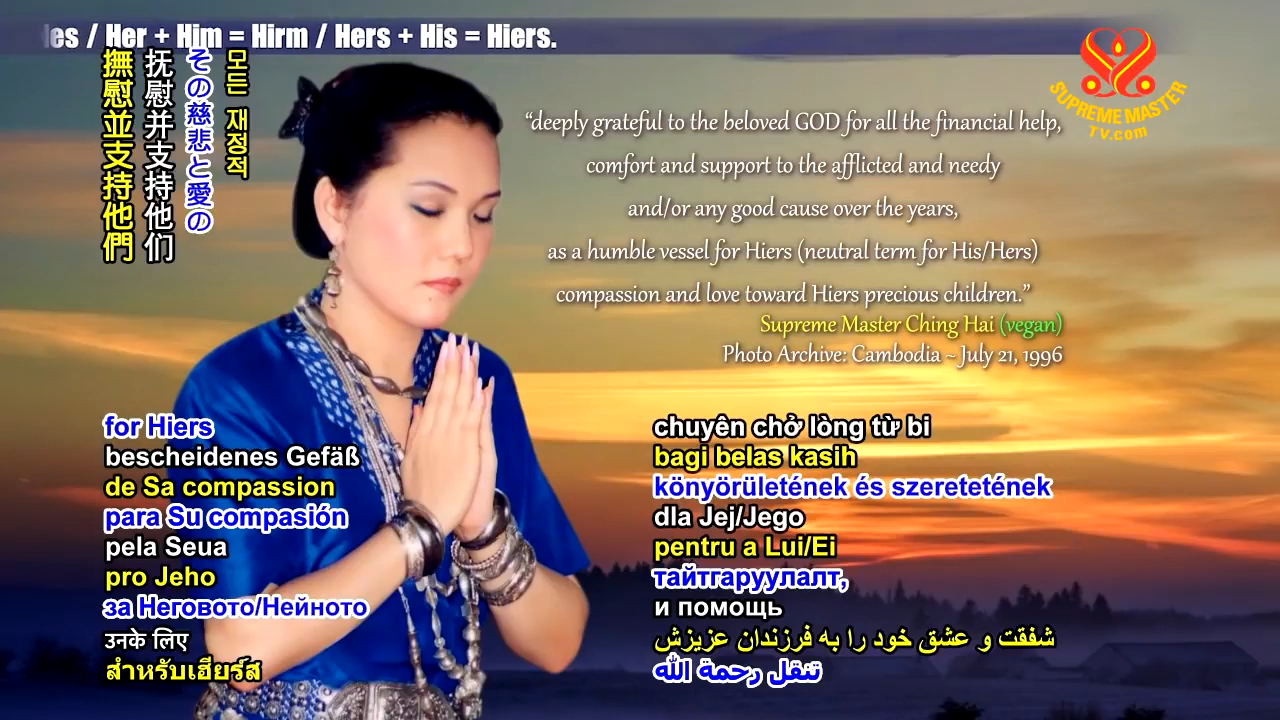 les / Her + Him = Hirm / Hers + His = Hiers.
SUPREME MASTER
TV.com
撫慰並支持他們
抚慰并支持他们
その慈悲と愛の
모든 재정적
“deeply grateful to the beloved GOD for all the financial help,
comfort and support to the afflicted and needy
and/or any good cause over the years,
as a humble vessel for Hiers (neutral term for His/Hers)
compassion and love toward Hiers precious children.”
Supreme Master Ching Hai (vegan)
Photo Archive: Cambodia ~ July 21, 1996
for Hiers
bescheidenes Gefäß
de Sa compassion
para Su compasión
pela Seua
pro Jeho
за Неговото/Нейното
उनके लिए
สำหรับเฮียร์ส
chuyên chở lòng từ bi
bagi belas kasih
könyörületének és szeretetének
dla Jej/Jego
pentru a Lui/Ei
тайтгаруулалт,
и помощь
شفقت و عشق خود را به فرزندان عزیزش
تنقل رحمة الله